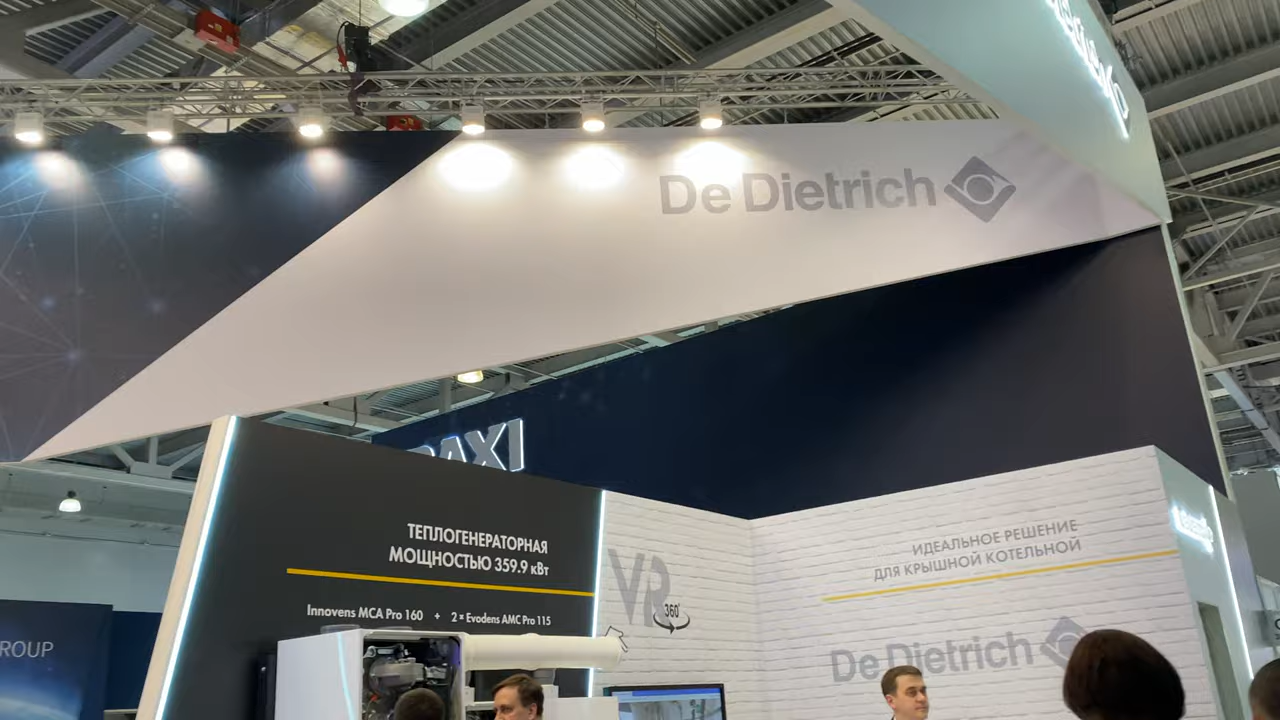 De Dietrich
BAXI
ТЕПЛОГЕНЕРАТОРНАЯ
МОЩНОСТЬЮ 359.9 кВт
Innovens MCA Pro 160 + 2 x Evodens AMC Pro 115
VR
360°
ИДЕАЛЬНОЕ РЕШЕНИЕ
ДЛЯ КРЫШНОЙ КОТЕЛЬНОЙ
De Dietrich
ROUP